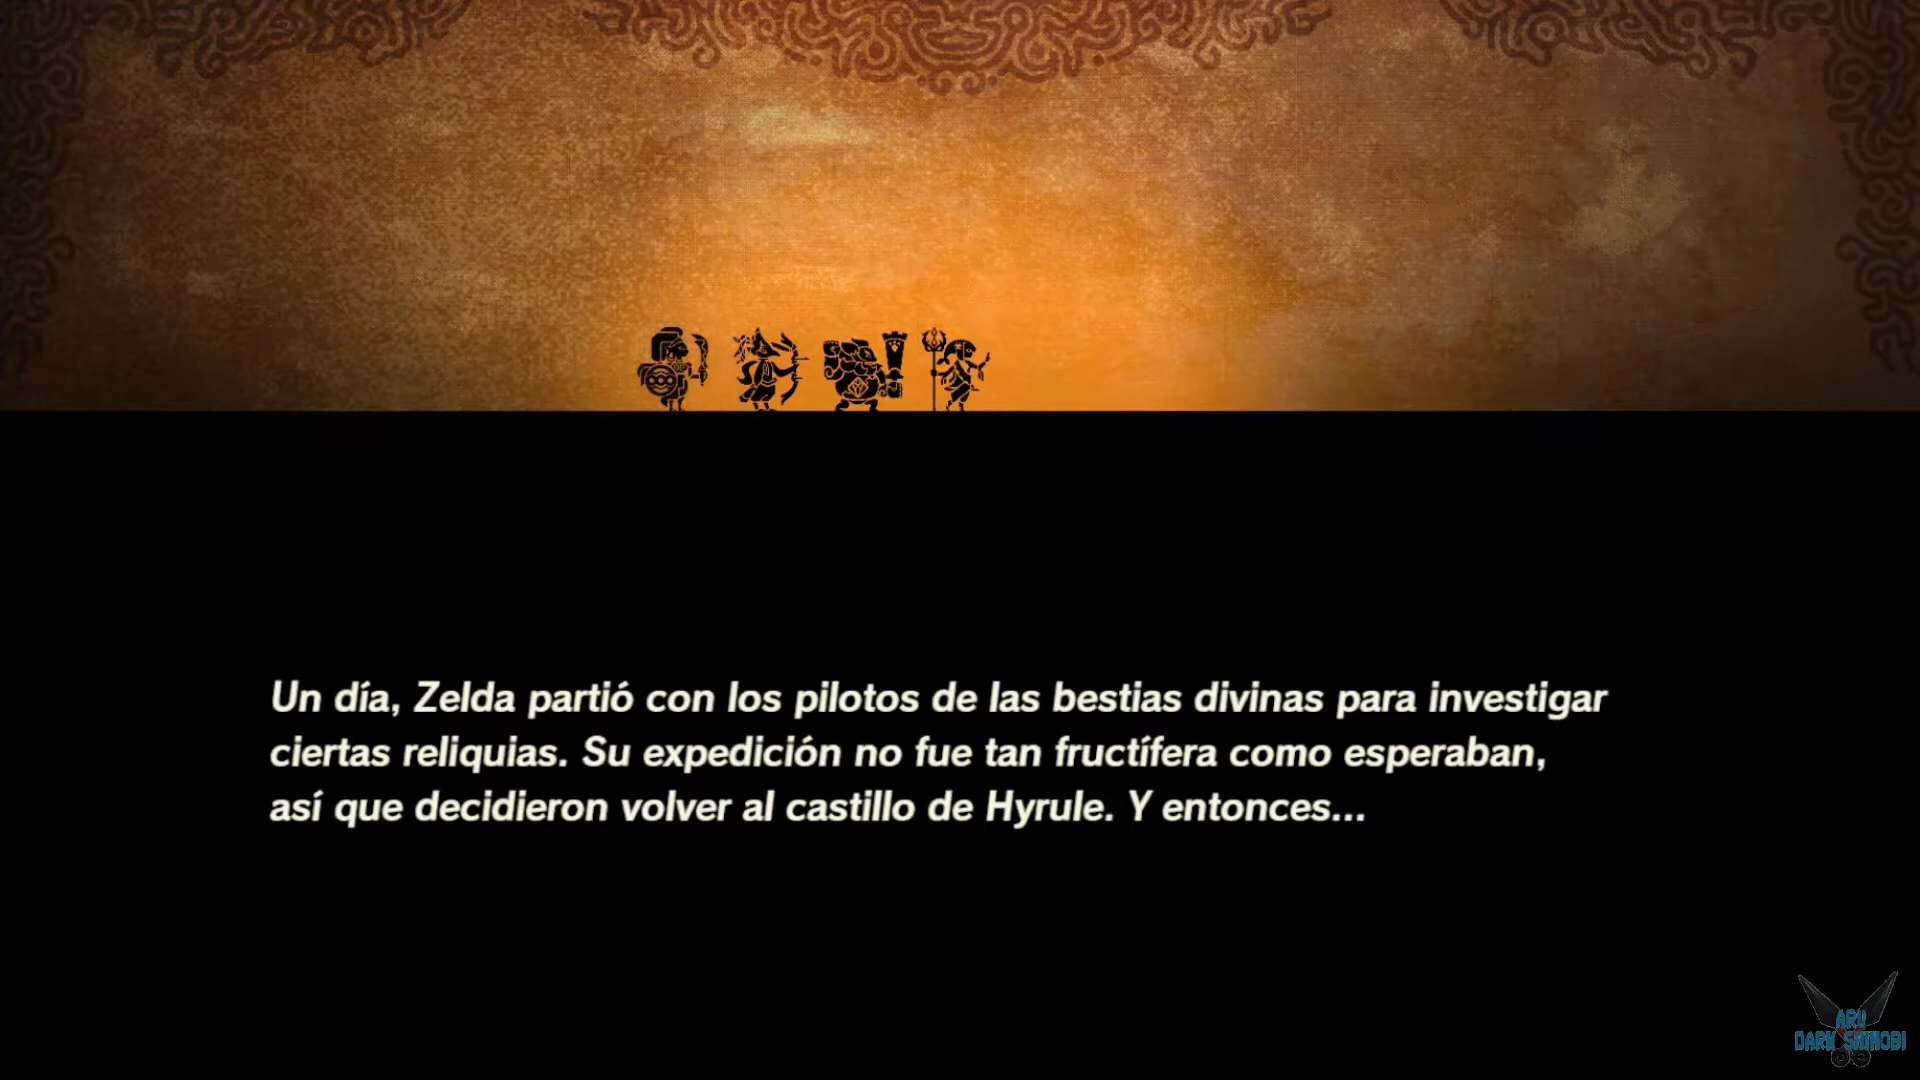 Un día, Zelda partió con los pilotos de las bestias divinas para investigar
ciertas reliquias. Su expedición no fue tan fructífera como esperaban,
así que decidieron volver al castillo de Hyrule. Y entonces...
ARU
DARK SHINOBI